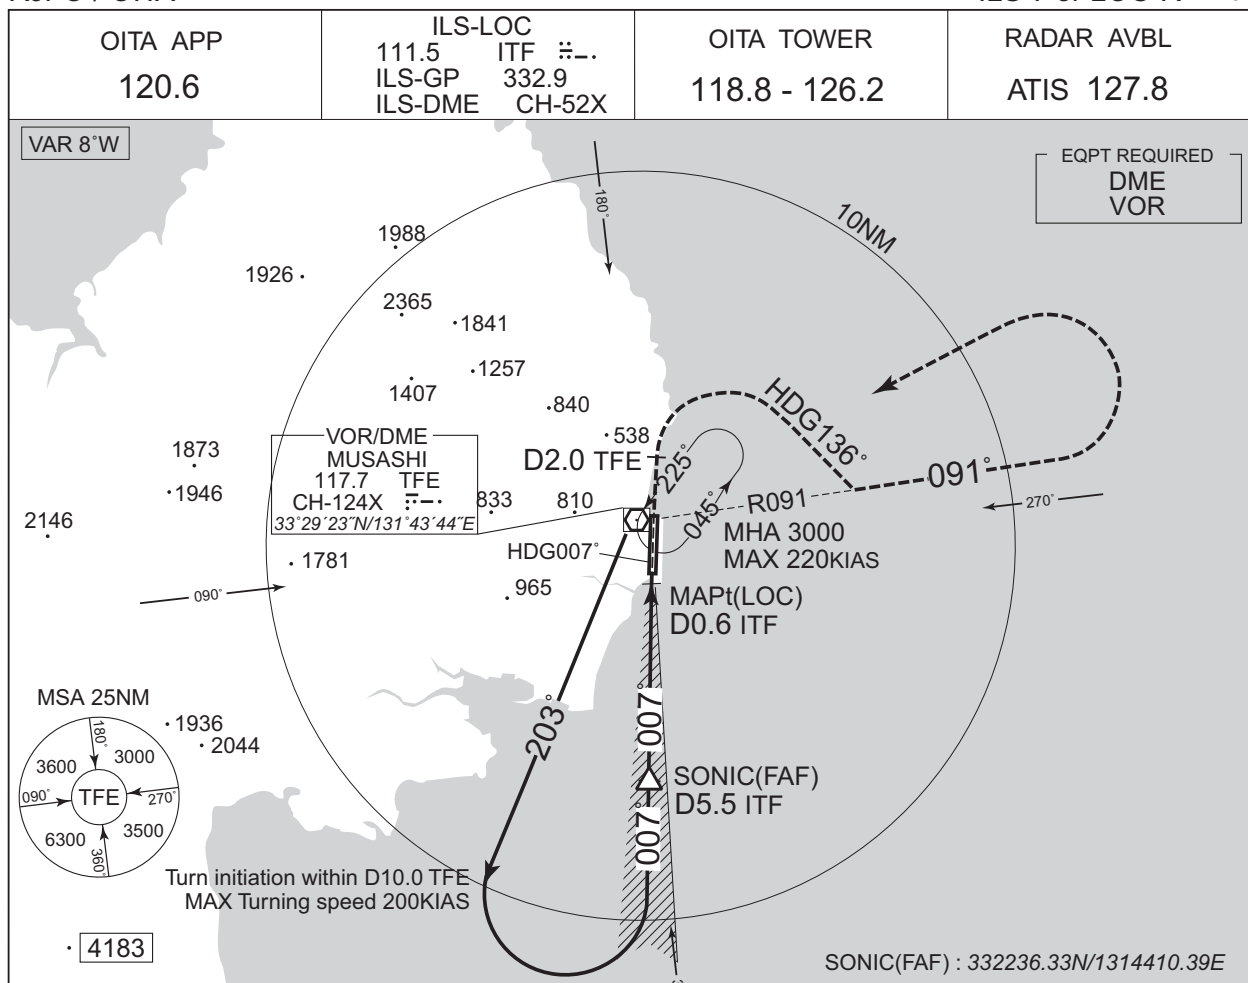 OITA APP
120.6
ILS-LOC
111.5 ITF
ILS-GP 332.9
ILS-DME CH-52X
OITA TOWER
118.8 - 126.2
RADAR AVBL
ATIS 127.8
VAR 8°W
EQPT REQUIRED
DME
VOR
180°
10NM
1988
1926
2365
1841
1257
1407
840
538
1873
1946
2146
VOR/DME
MUSASHI
117.7 TFE
CH-124X
33°29´23˝N/131°43´44˝E
833
810
D2.0 TFE
225°
045°
HDG136°
091°
R091
270°
MHA 3000
MAX 220KIAS
HDG007°
1781
965
090°
MAPt(LOC)
D0.6 ITF
203°
007°
SONIC(FAF)
D5.5 ITF
007°
MSA 25NM
180°
3600
3000
090°
TFE
270°
6300
3500
360°
1936
2044
Turn initiation within D10.0 TFE
MAX Turning speed 200KIAS
4183
SONIC(FAF) : 332236.33N/1314410.39E